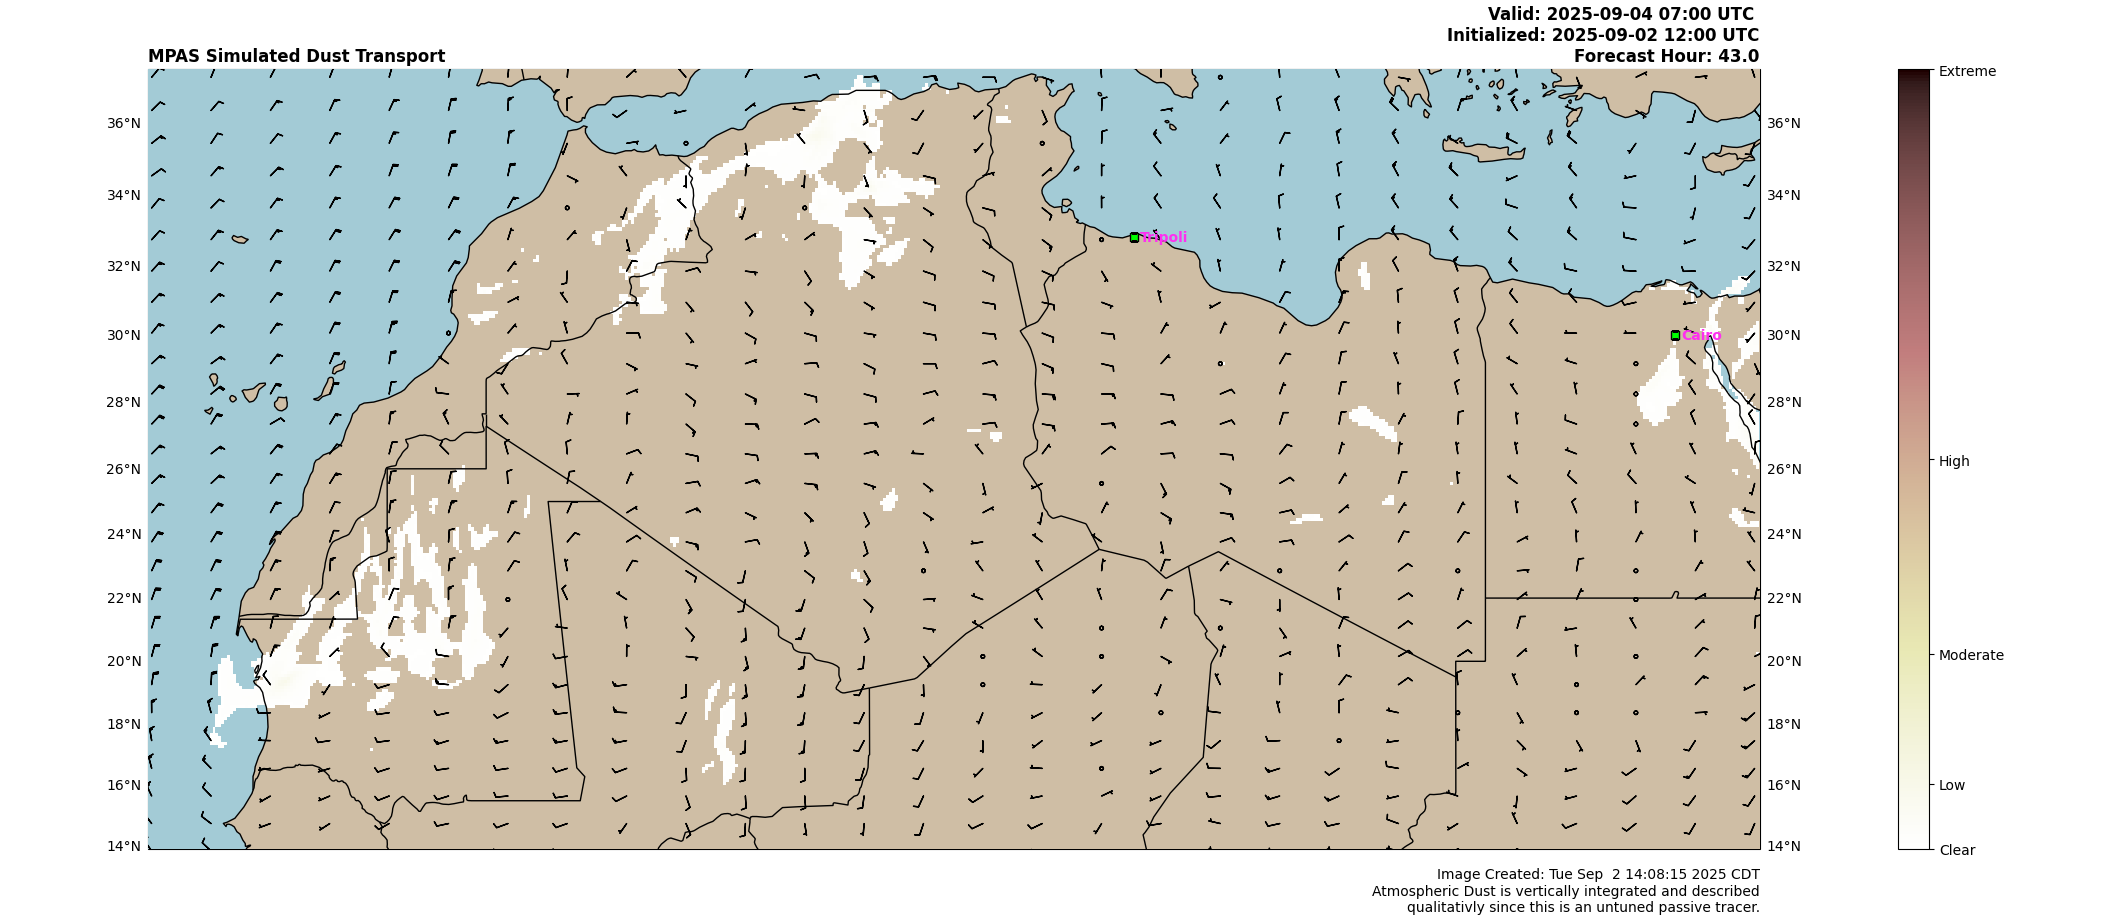 Valid: 2025-09-04 07:00 UTC
Initialized: 2025-09-02 12:00 UTC
MPAS Simulated Dust Transport
Forecast Hour: 43.0
Extreme
36°N
36°N
34°N
34°N
Tripoli
32°N
32°N
30°N
Cairo
30°N
28°N
28°N
26°N
26°N
High
24°N
24°N
22°N
22°N
20°N
20°N
Moderate
18°N
18°N
16°N
16°N
Low
14°N
14°N
Clear
Image Created: Tue Sep  2 14:08:15 2025 CDT
Atmospheric Dust is vertically integrated and described
qualitativly since this is an untuned passive tracer.